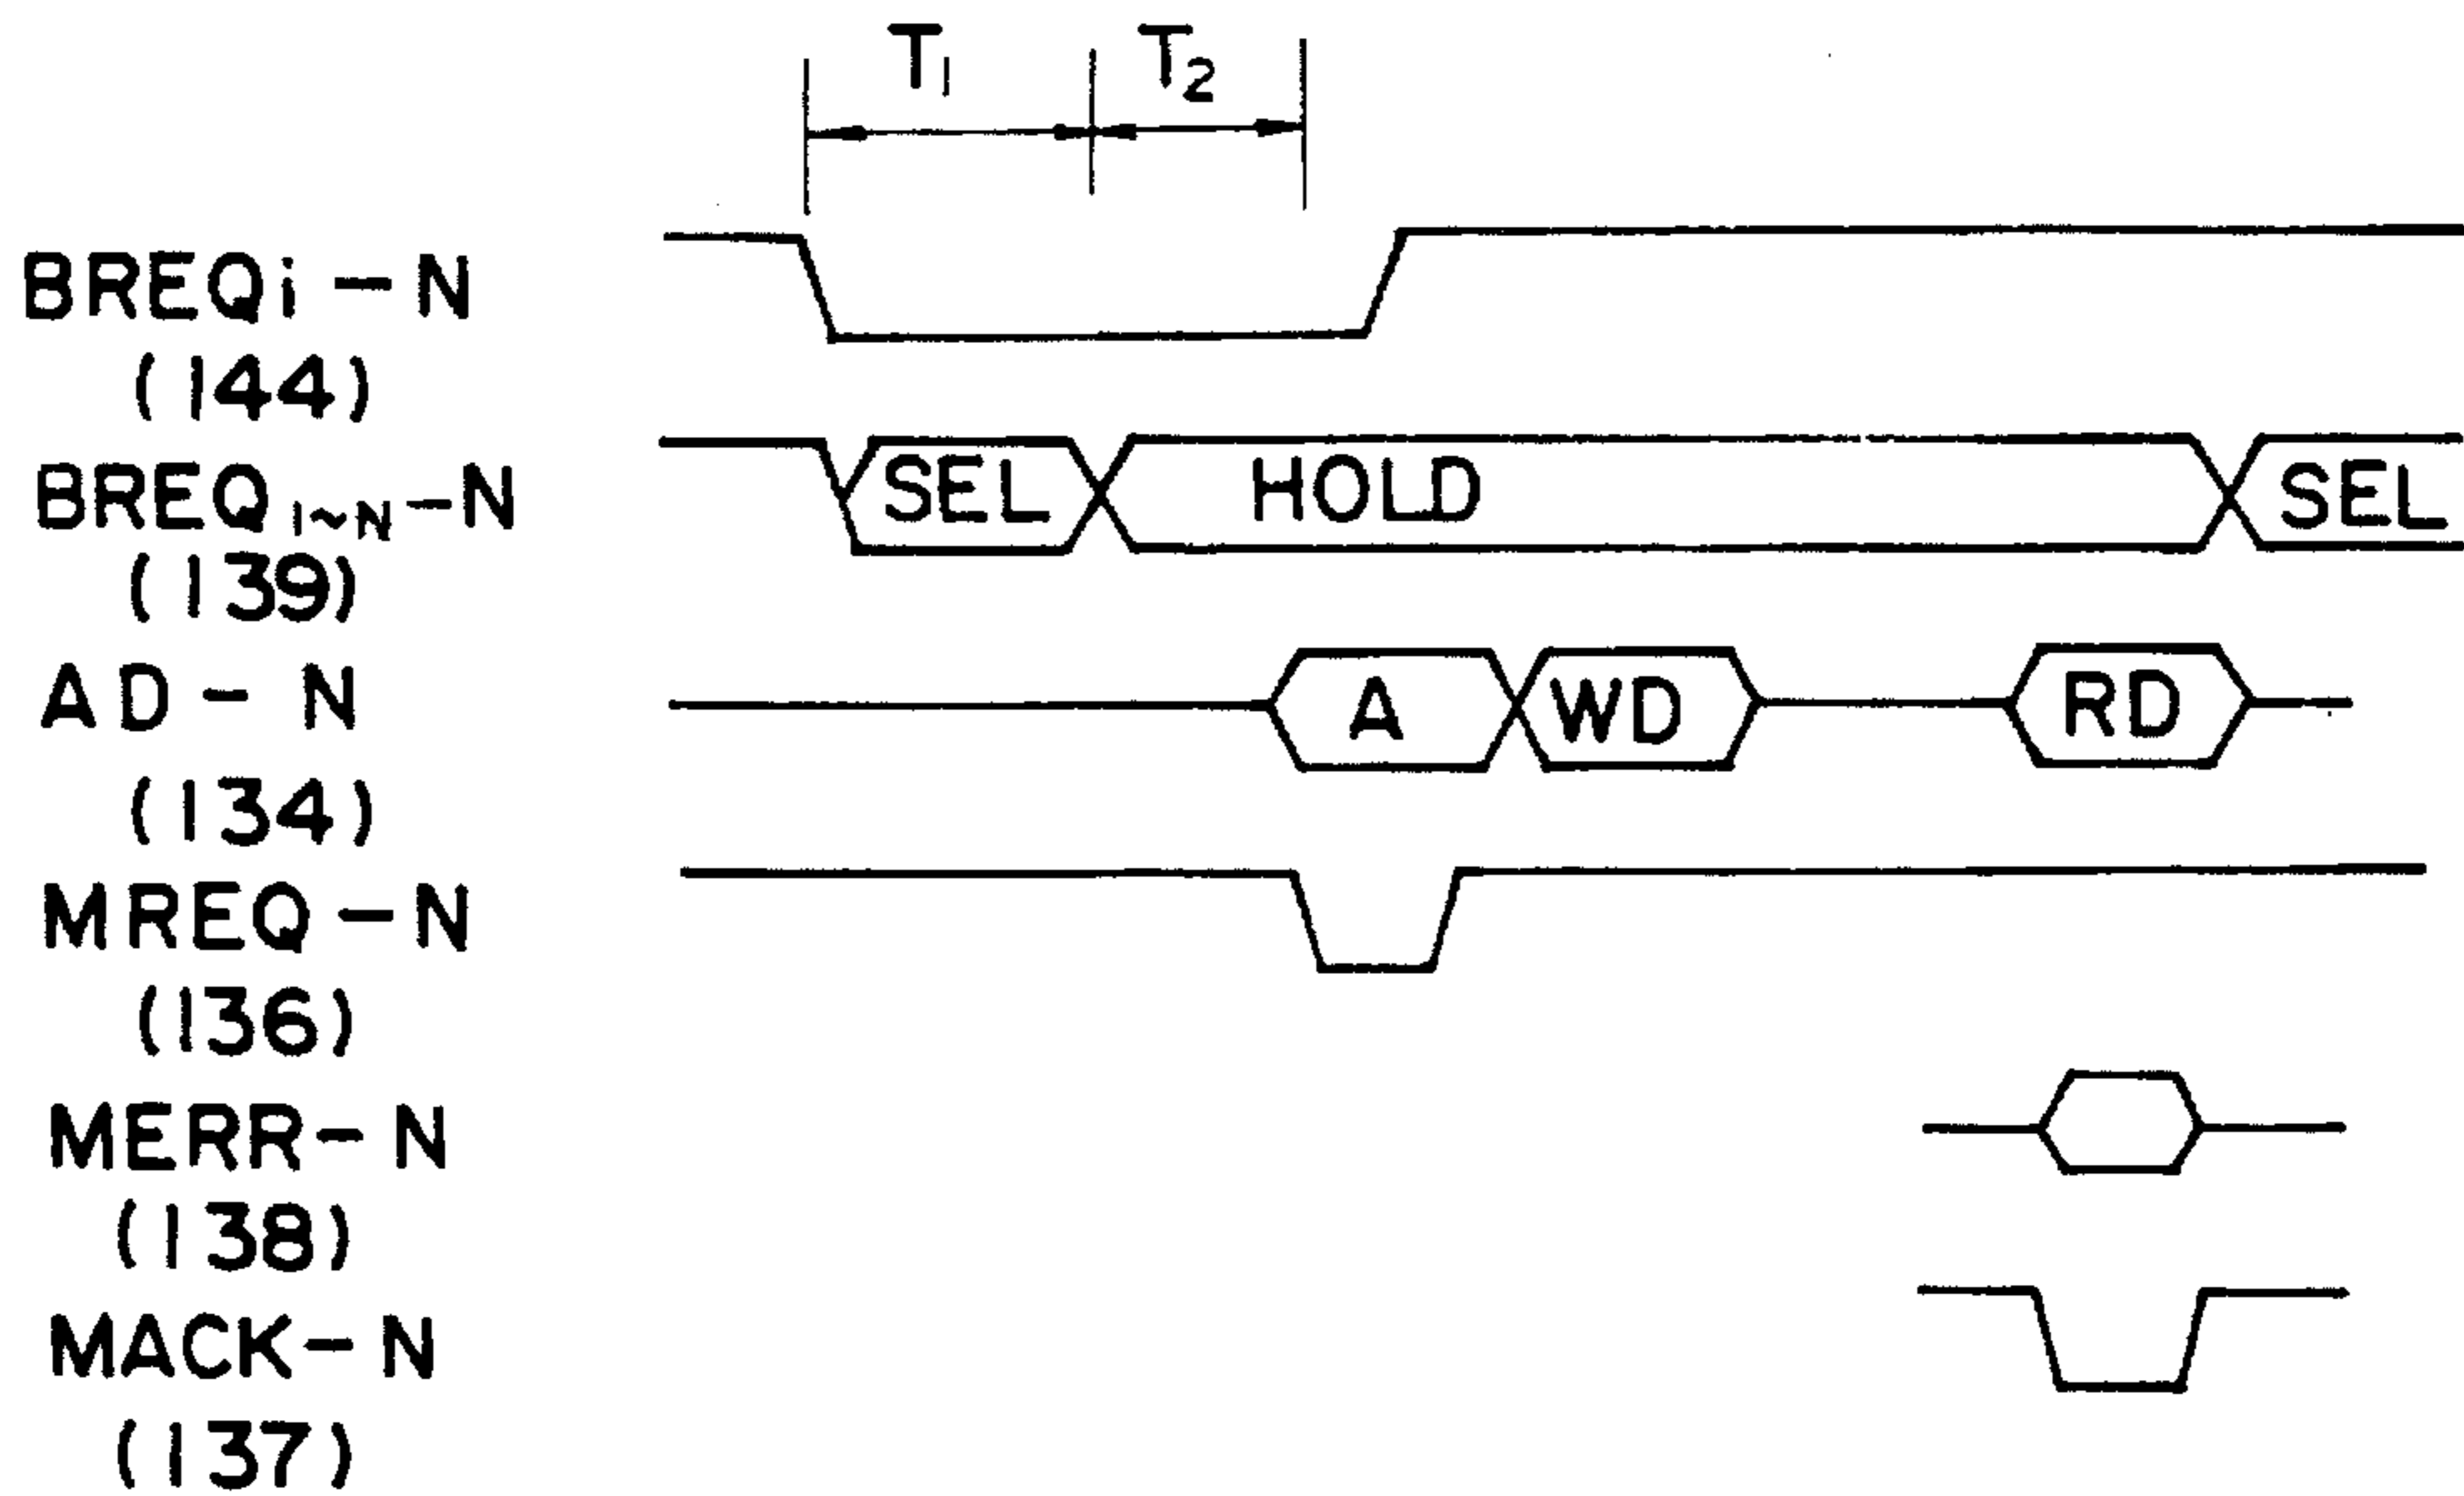 T1 T2
BREQi-N
(144)
BREQ1~N-N
SEL HOLD SEL
(139)
AD-N
A WD RD
(134)
MREQ-N
(136)
MERR-N
(138)
MACK-N
(137)